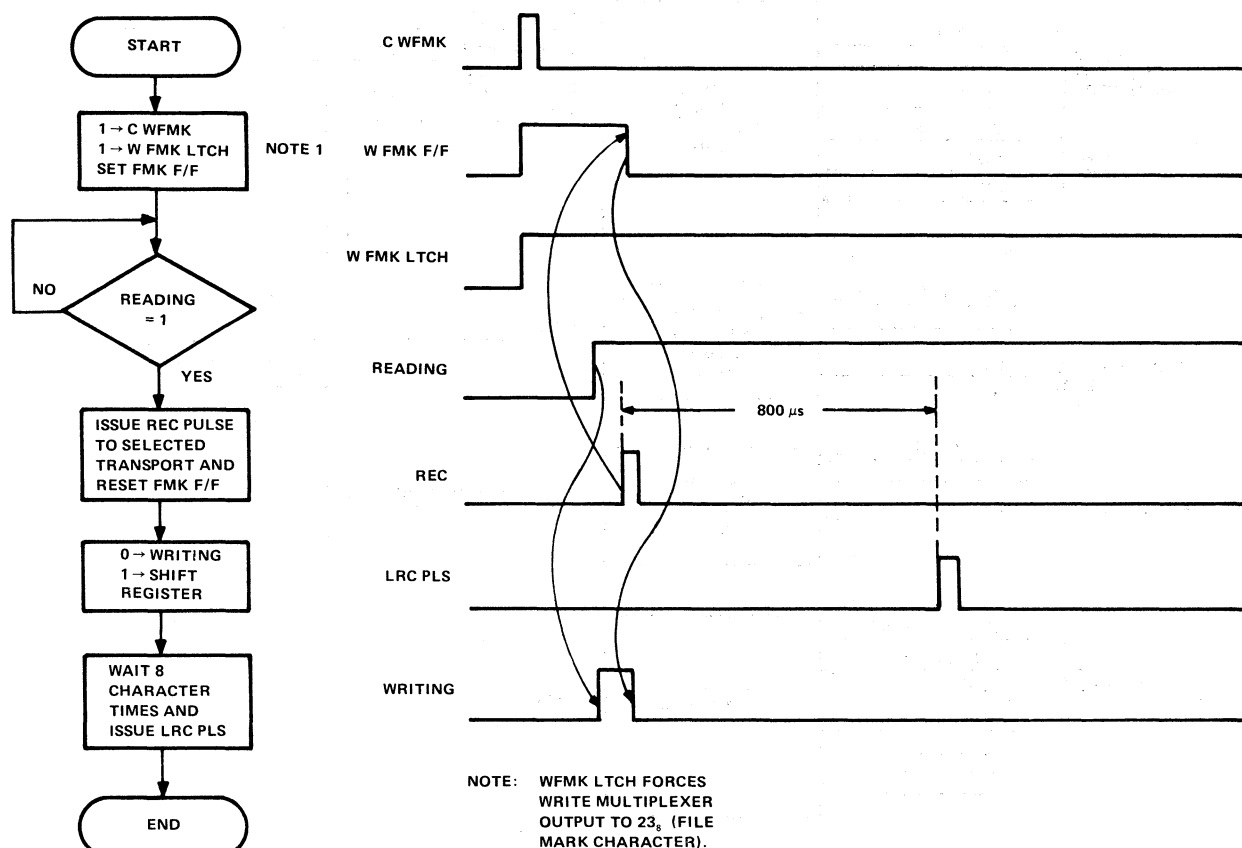 START
1 → C WFMK
1 → W FMK LTCH
SET FMK F/F
NOTE 1
NO
READING
= 1
YES
ISSUE REC PULSE
TO SELECTED
TRANSPORT AND
RESET FMK F/F
0 → WRITING
1 → SHIFT
REGISTER
WAIT 8
CHARACTER
TIMES AND
ISSUE LRC PLS
END
C WFMK
W FMK F/F
W FMK LTCH
READING
800 μs
REC
LRC PLS
WRITING
NOTE: WFMK LTCH FORCES
WRITE MULTIPLEXER
OUTPUT TO 23₈ (FILE
MARK CHARACTER).